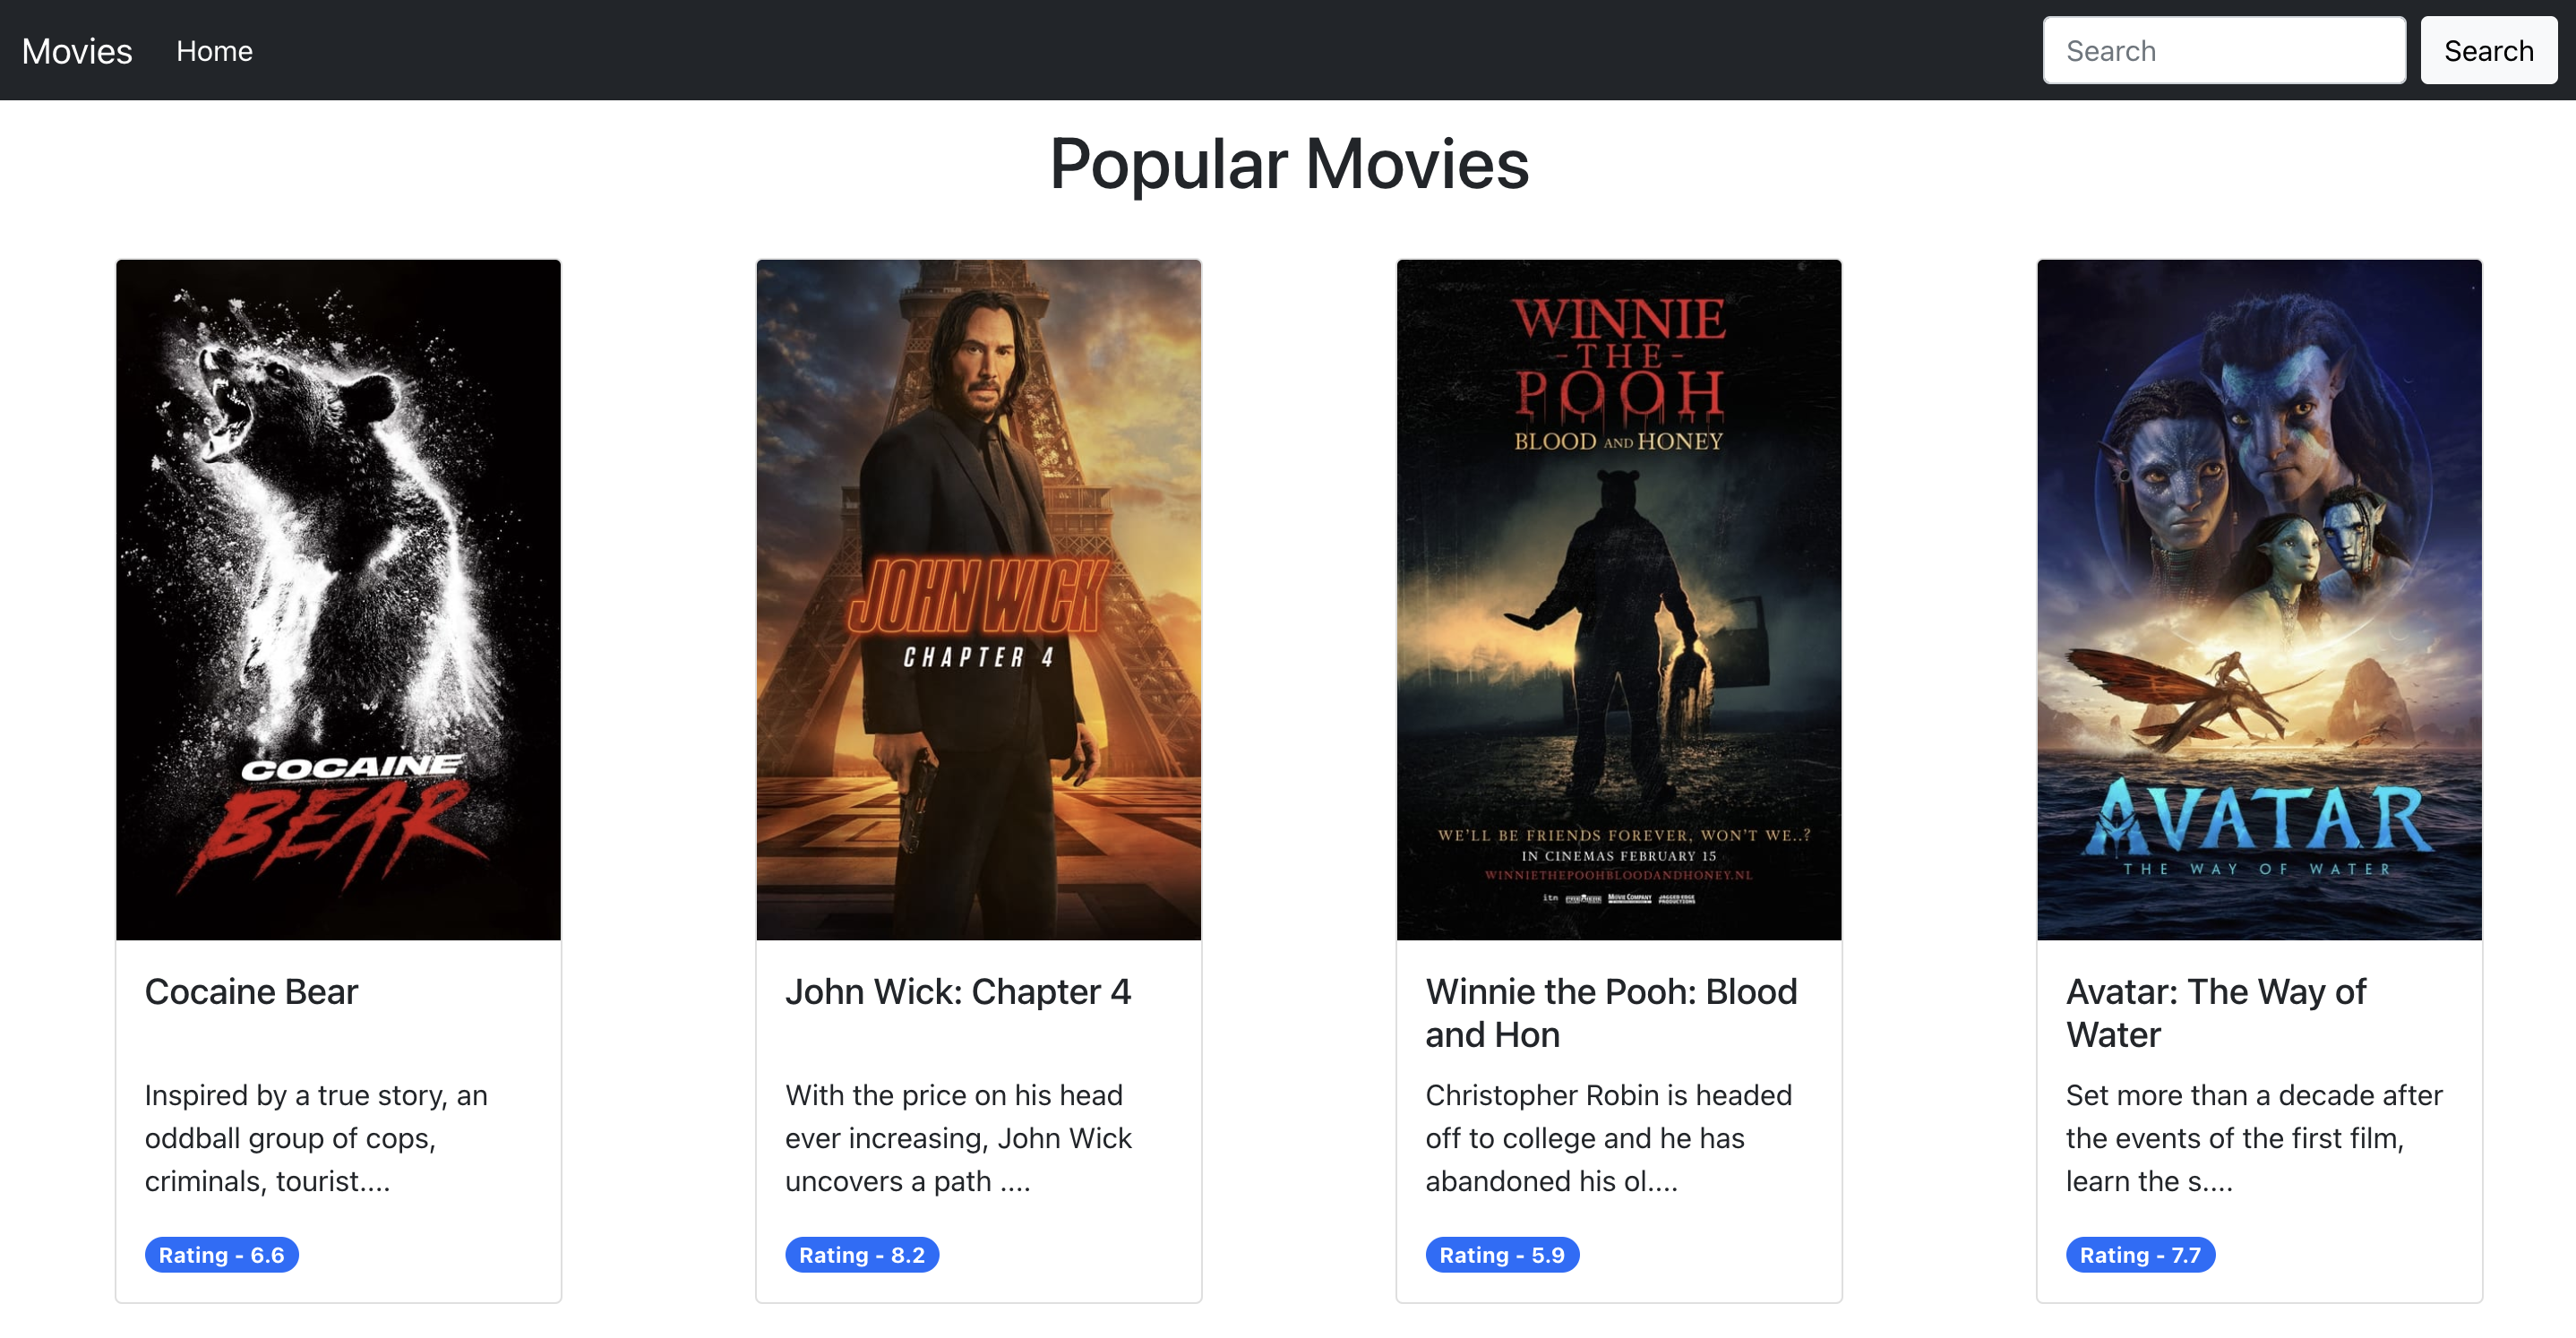 Movies Home Search Search
Popular Movies
COCAINE
BEAR
JOHN WICK
CHAPTER 4
WINNIE
-THE-
POOH
BLOOD AND HONEY
WE'LL BE FRIENDS FOREVER, WON'T WE..?
IN CINEMAS FEBRUARY 15
WINNIETHEPOOHBLOODANDHONEY.NL
itn
AVATAR
THE WAY OF WATER
Cocaine Bear
Inspired by a true story, an
oddball group of cops,
criminals, tourist....
Rating - 6.6
John Wick: Chapter 4
With the price on his head
ever increasing, John Wick
uncovers a path ....
Rating - 8.2
Winnie the Pooh: Blood
and Hon
Christopher Robin is headed
off to college and he has
abandoned his ol....
Rating - 5.9
Avatar: The Way of
Water
Set more than a decade after
the events of the first film,
learn the s....
Rating - 7.7